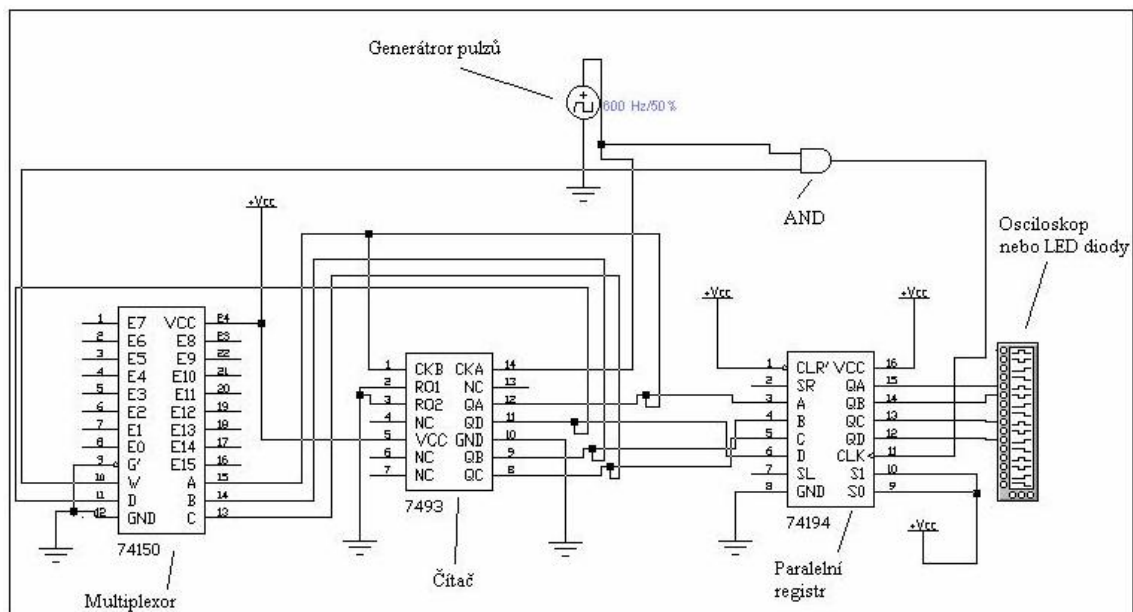 Generátror pulzů
600 Hz/50%
AND
Osciloskop
nebo LED diody
+Vcc
+Vcc
+Vcc
1 E7 VCC 24
2 E6 E8 23
3 E5 E9 22
4 E4 E10 21
5 E3 E11 20
6 E2 E12 19
7 E1 E13 18
8 E0 E14 17
9 G' E15 16
10 W A 15
11 D B 14
12 GND C 13
74150
Multiplexor
1 CKB CKA 14
2 RO1 NC 13
3 RO2 QA 12
4 NC QD 11
5 VCC GND 10
6 NC QB 9
7 NC QC 8
7493
Čítač
1 CLR' VCC 16
2 SR QA 15
3 A QB 14
4 B QC 13
5 C QD 12
6 D CLK 11
7 SL S1 10
8 GND S0 9
74194
+Vcc
Paralelní
registr